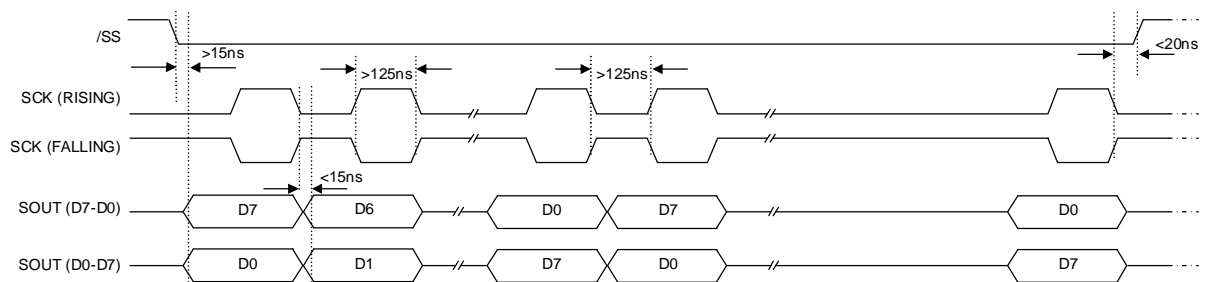 /SS
>15ns
<20ns
>125ns >125ns
SCK (RISING)
SCK (FALLING)
<15ns
SOUT (D7-D0) D7 D6 D0 D7 D0
SOUT (D0-D7) D0 D1 D7 D0 D7